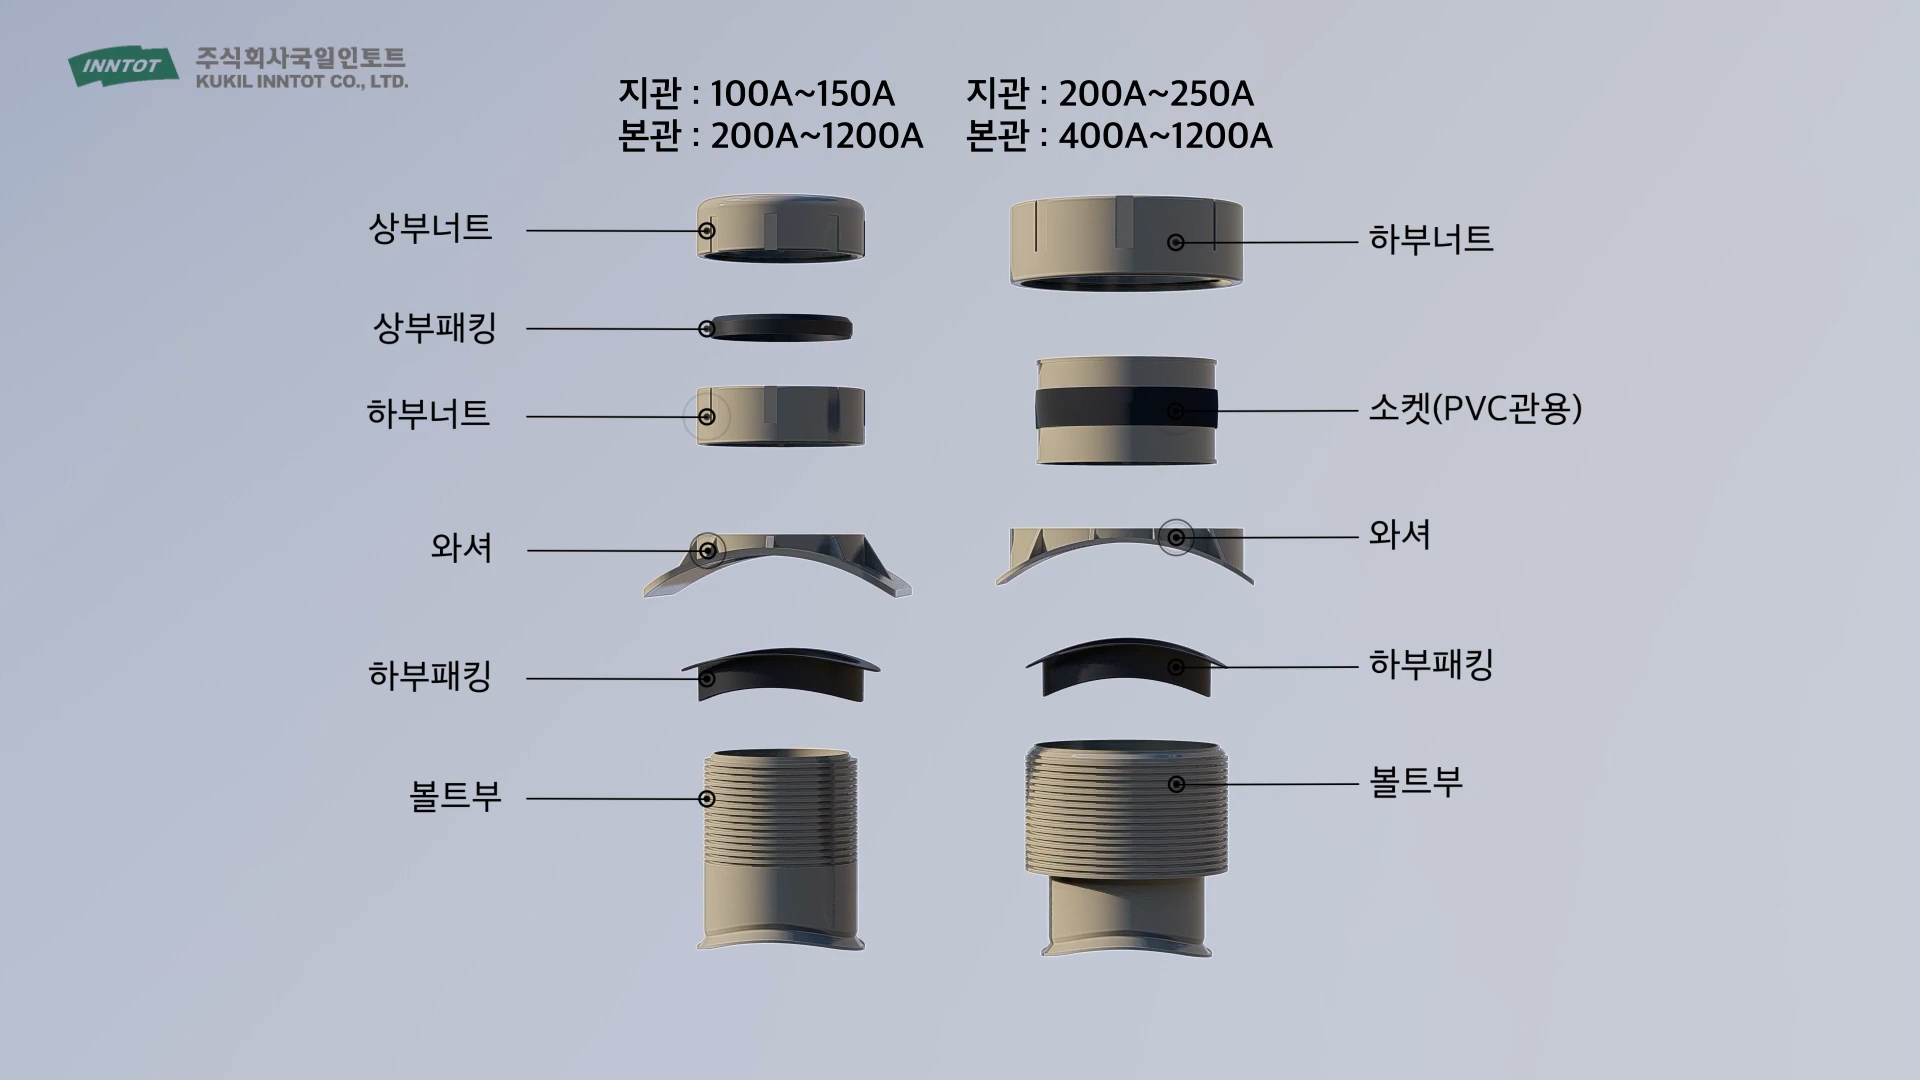 INNTOT
주식회사국일인토트
KUKIL INNTOT CO., LTD.
지관 : 100A~150A
본관 : 200A~1200A
지관 : 200A~250A
본관 : 400A~1200A
상부너트
상부패킹
하부너트
와셔
하부패킹
볼트부
하부너트
소켓(PVC관용)
와셔
하부패킹
볼트부